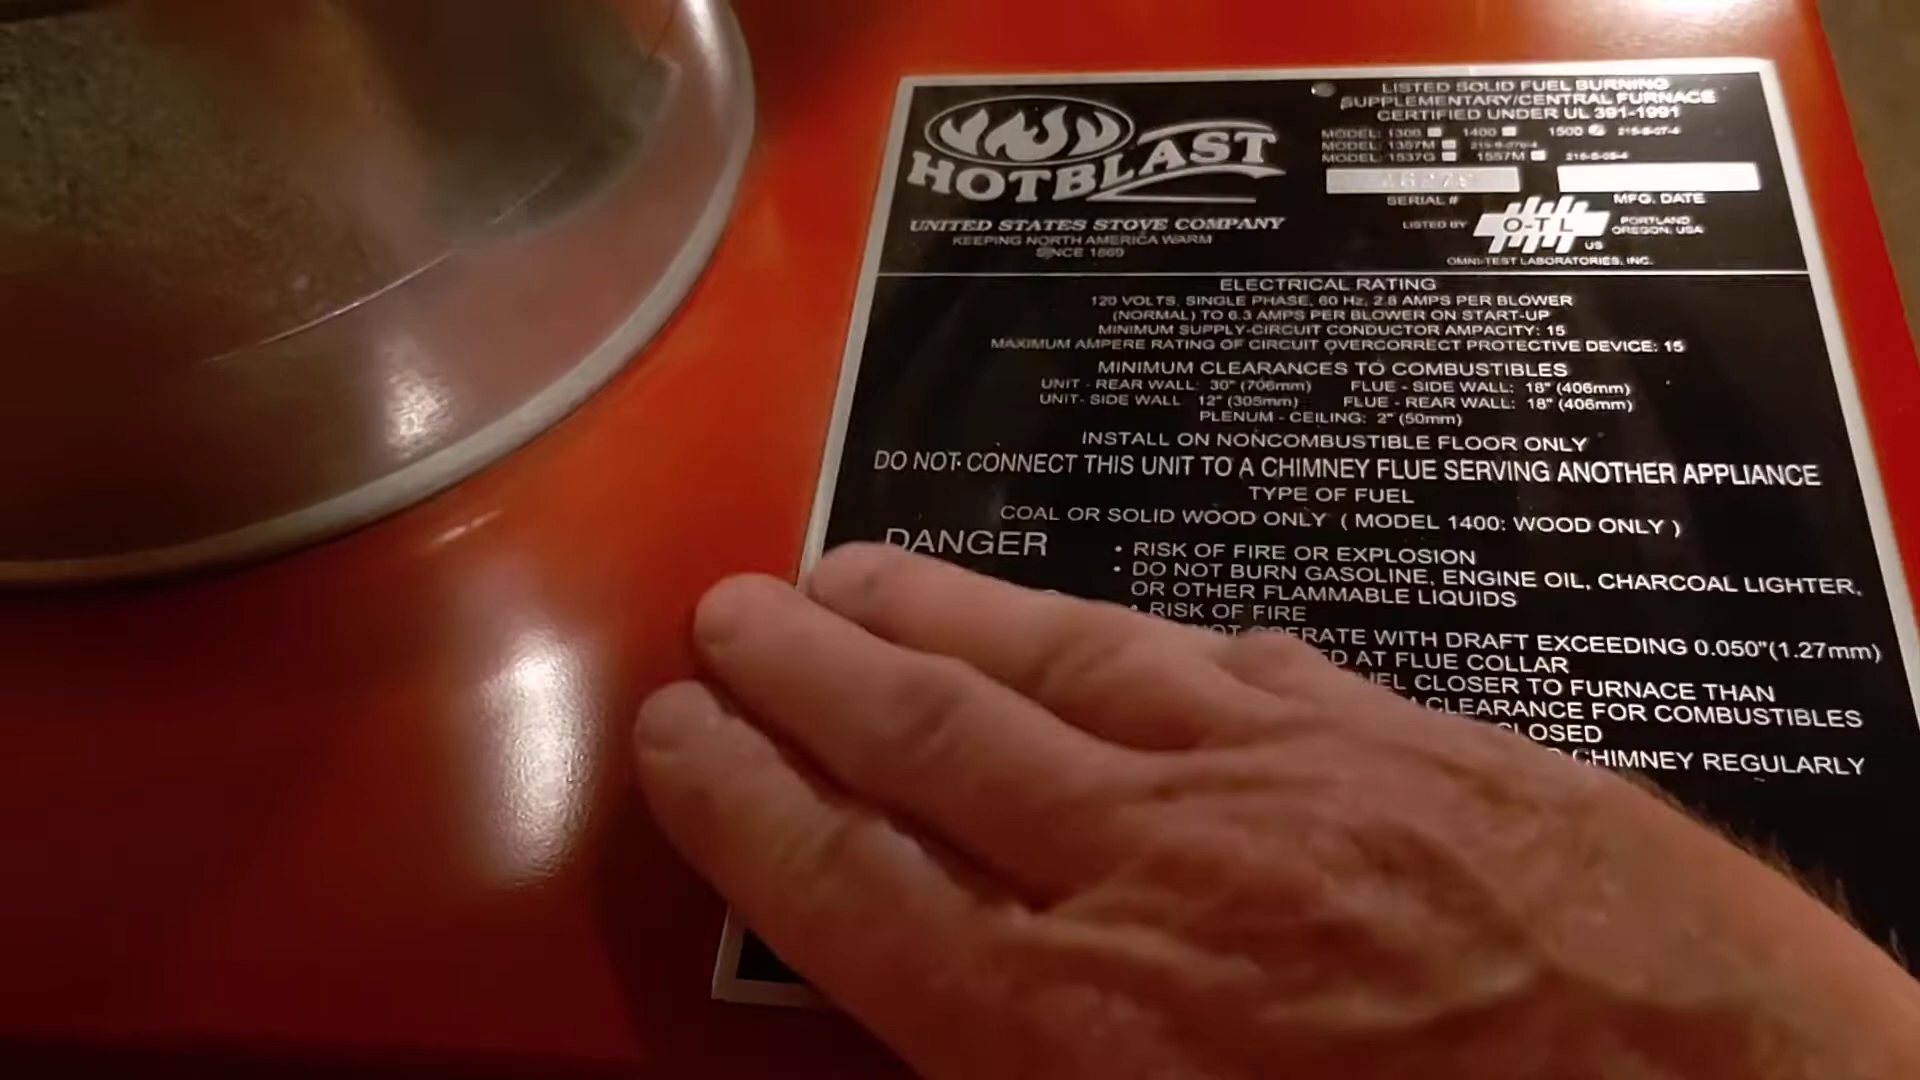 LISTED SOLID FUEL BURNING
SUPPLEMENTARY/CENTRAL FURNACE
CERTIFIED UNDER UL 391-1991
MODEL: 1300 1400 1500
MODEL: 1357M
MODEL: 1537G 1557M
SERIAL # MFG. DATE
LISTED BY O-T L US PORTLAND OREGON, USA
OMNI-TEST LABORATORIES, INC.
HOTBLAST
UNITED STATES STOVE COMPANY
KEEPING NORTH AMERICA WARM
SINCE 1869
ELECTRICAL RATING
120 VOLTS, SINGLE PHASE, 60 Hz, 2.8 AMPS PER BLOWER
(NORMAL) TO 6.3 AMPS PER BLOWER ON START-UP
MINIMUM SUPPLY-CIRCUIT CONDUCTOR AMPACITY: 15
MAXIMUM AMPERE RATING OF CIRCUIT OVERCORRECT PROTECTIVE DEVICE: 15
MINIMUM CLEARANCES TO COMBUSTIBLES
UNIT - REAR WALL: 30" (706mm) FLUE - SIDE WALL: 18" (406mm)
UNIT- SIDE WALL 12" (305mm) FLUE - REAR WALL: 18" (406mm)
PLENUM - CEILING: 2" (50mm)
INSTALL ON NONCOMBUSTIBLE FLOOR ONLY
DO NOT CONNECT THIS UNIT TO A CHIMNEY FLUE SERVING ANOTHER APPLIANCE
TYPE OF FUEL
COAL OR SOLID WOOD ONLY ( MODEL 1400: WOOD ONLY )
DANGER
• RISK OF FIRE OR EXPLOSION
• DO NOT BURN GASOLINE, ENGINE OIL, CHARCOAL LIGHTER,
OR OTHER FLAMMABLE LIQUIDS
• RISK OF FIRE
OPERATE WITH DRAFT EXCEEDING 0.050"(1.27mm)
AT FLUE COLLAR
CLOSER TO FURNACE THAN
CLEARANCE FOR COMBUSTIBLES
CLOSED
CHIMNEY REGULARLY